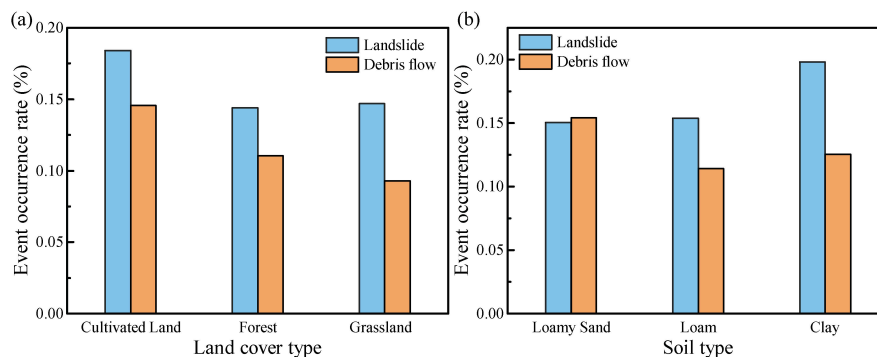 (a)
Event occurrence rate (%)
0.20
0.15
0.10
0.05
0.00
Landslide
Debris flow
Cultivated Land
Forest
Grassland
Land cover type
(b)
Event occurrence rate (%)
0.20
0.15
0.10
0.05
0.00
Landslide
Debris flow
Loamy Sand
Loam
Clay
Soil type